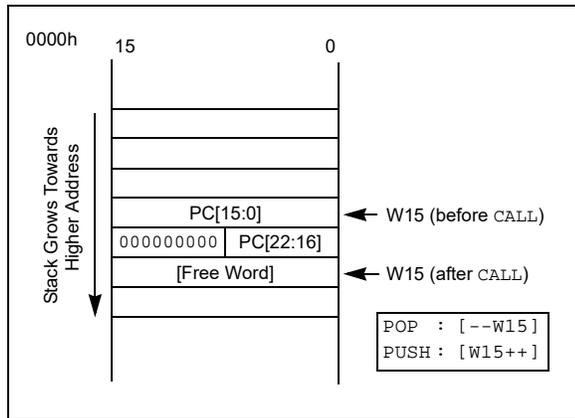 0000h
15 0
Stack Grows Towards
Higher Address
PC[15:0]
W15 (before CALL)
000000000 PC[22:16]
[Free Word]
W15 (after CALL)
POP : [--W15]
PUSH : [W15++]